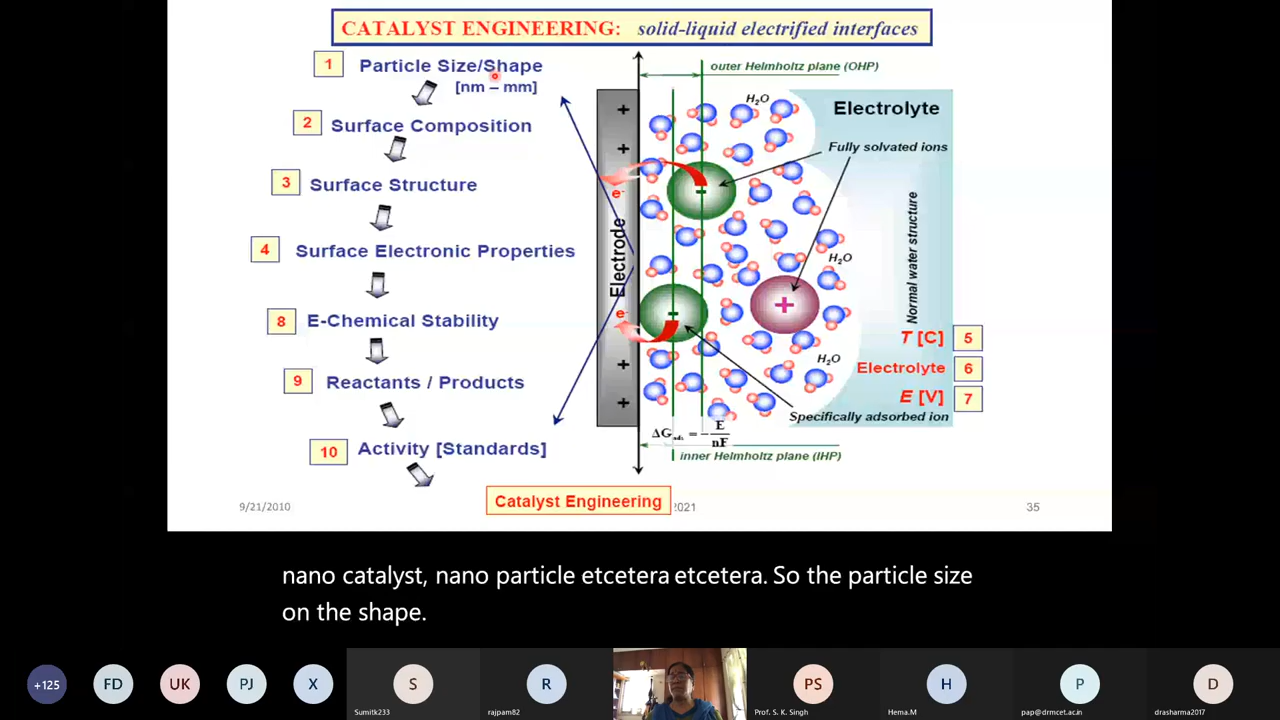 CATALYST ENGINEERING: solid-liquid electrified interfaces
1 Particle Size/Shape
[nm – mm]
2 Surface Composition
3 Surface Structure
4 Surface Electronic Properties
8 E-Chemical Stability
9 Reactants / Products
10 Activity [Standards]
outer Helmholtz plane (OHP)
H2O
Electrolyte
Fully solvated ions
+
+
e-
-
Electrode
Normal water structure
H2O
+
e-
-
T [C] 5
H2O
Electrolyte 6
+
E [V] 7
+
Specifically adsorbed ion
ΔGads = – E/nF
inner Helmholtz plane (IHP)
9/21/2010
Catalyst Engineering
2021
35
nano catalyst, nano particle etcetera etcetera. So the particle size
on the shape.
+125
FD
UK
PJ
X
S
R
PS
H
P
D
Sumitk233
rajpam82
Prof. S. K. Singh
Hema.M
pap@drmcet.ac.in
drasharma2017